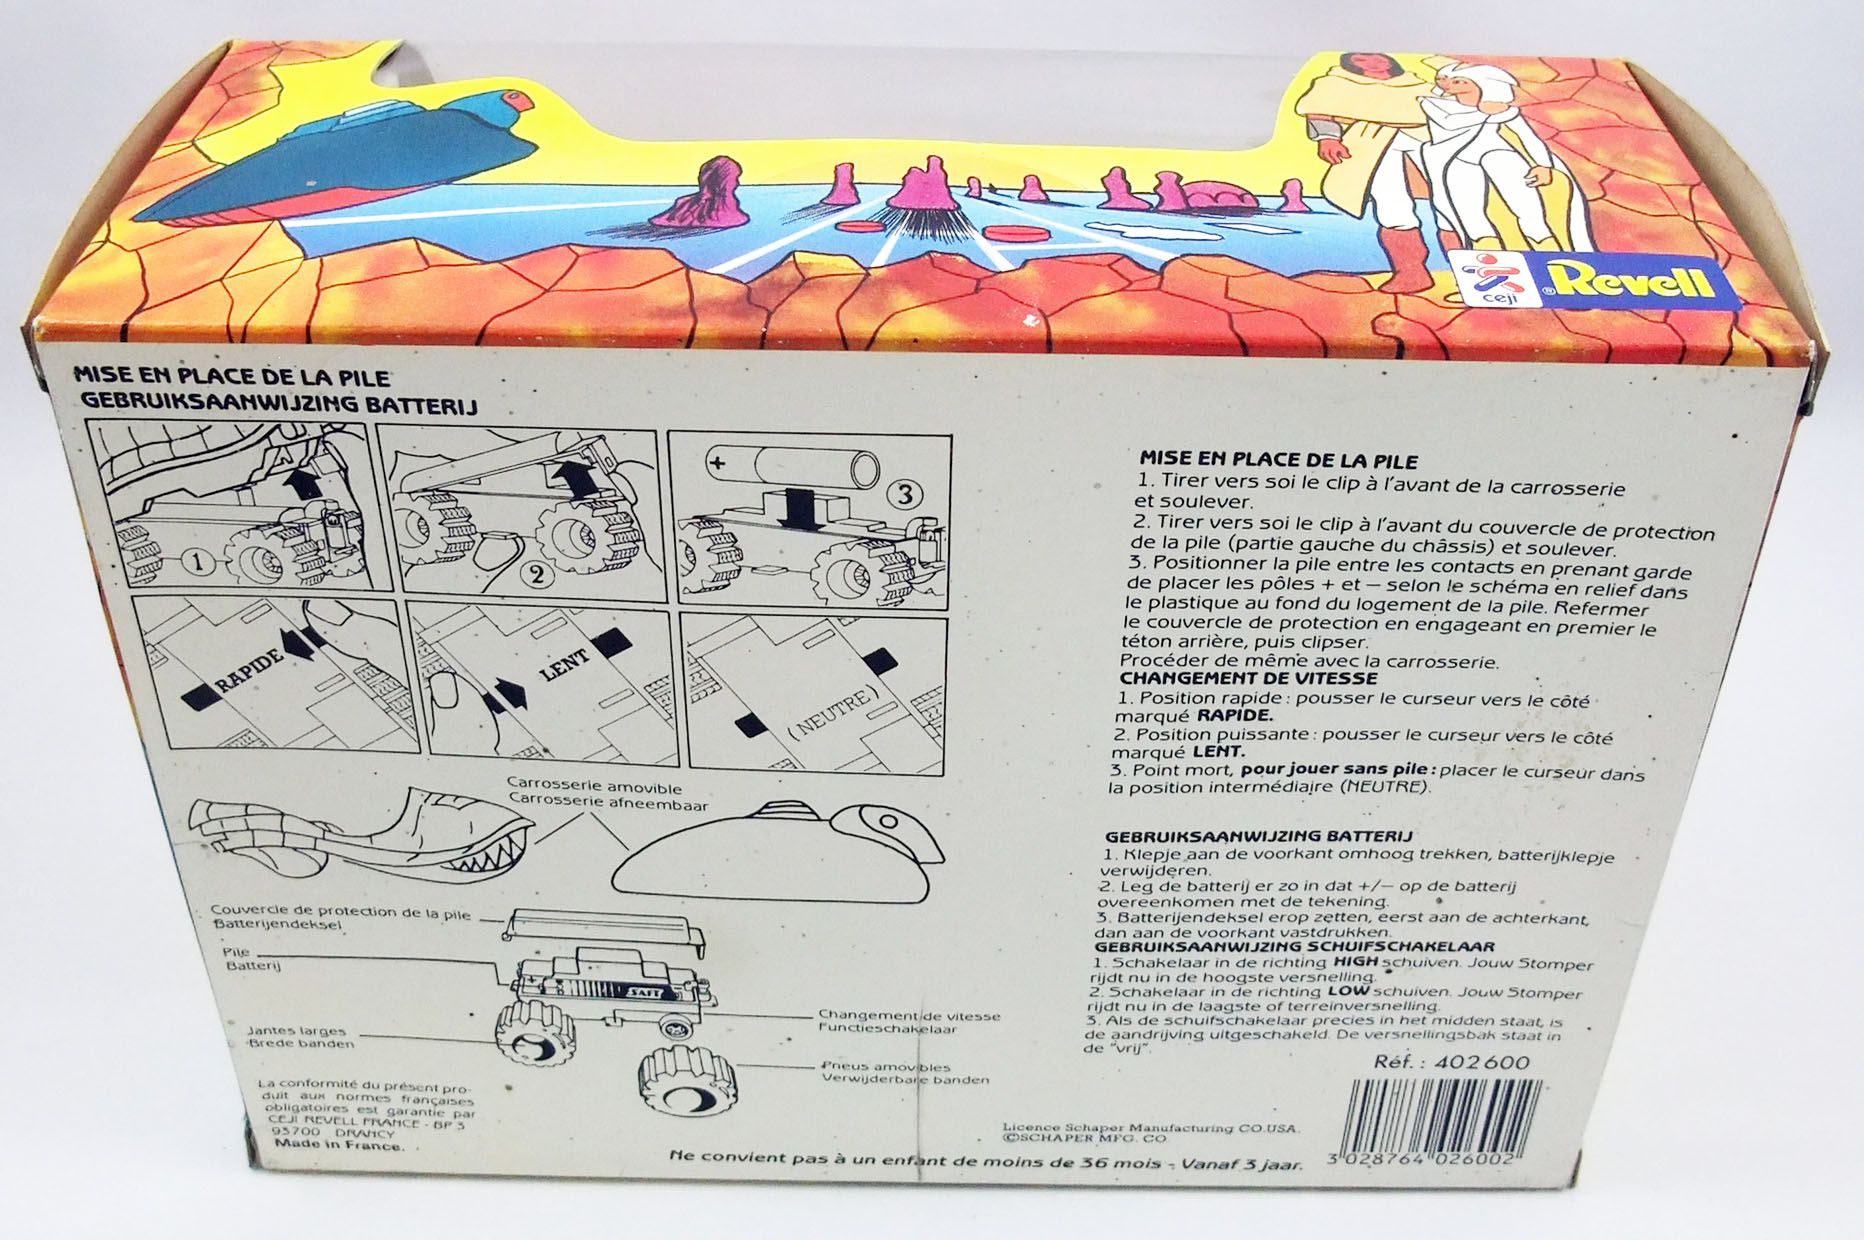 ceji
Revell®
MISE EN PLACE DE LA PILE
GEBRUIKSAANWIJZING BATTERIJ
1
2
+
3
RAPIDE
LENT
(NEUTRE)
Carrosserie amovible
Carrosserie afneembaar
Couvercle de protection de la pile
Batterijendeksel
Pile
Batterij
+
SAFT
Jantes larges
Brede banden
Changement de vitesse
Functieschakelaar
Pneus amovibles
Verwijderbare banden
La conformité du présent pro-
duit aux normes françaises
obligatoires est garantie par
CEJI REVELL FRANCE - BP 3
93700 DRANCY
Made in France.
MISE EN PLACE DE LA PILE
1. Tirer vers soi le clip à l'avant de la carrosserie
et soulever.
2. Tirer vers soi le clip à l'avant du couvercle de protection
de la pile (partie gauche du châssis) et soulever.
3. Positionner la pile entre les contacts en prenant garde
de placer les pôles + et – selon le schéma en relief dans
le plastique au fond du logement de la pile. Refermer
le couvercle de protection en engageant en premier le
téton arrière, puis clipser.
Procéder de même avec la carrosserie.
CHANGEMENT DE VITESSE
1. Position rapide : pousser le curseur vers le côté
marqué RAPIDE.
2. Position puissante : pousser le curseur vers le côté
marqué LENT.
3. Point mort, pour jouer sans pile : placer le curseur dans
la position intermédiaire (NEUTRE).
GEBRUIKSAANWIJZING BATTERIJ
1. Klepje aan de voorkant omhoog trekken, batterijklepje
verwijderen.
2. Leg de batterij er zo in dat +/– op de batterij
overeenkomen met de tekening.
3. Batterijendeksel erop zetten, eerst aan de achterkant,
dan aan de voorkant vastdrukken.
GEBRUIKSAANWIJZING SCHUIFSCHAKELAAR
1. Schakelaar in de richting HIGH schuiven. Jouw Stomper
rijdt nu in de hoogste versnelling.
2. Schakelaar in de richting LOW schuiven. Jouw Stomper
rijdt nu in de laagste of terreinversnelling.
3. Als de schuifschakelaar precies in het midden staat, is
de aandrijving uitgeschakeld. De versnellingsbak staat in
de "vrij".
Réf. : 402600
Licence Schaper Manufacturing CO.USA.
©SCHAPER MFG. CO.
3 028764 026002
Ne convient pas à un enfant de moins de 36 mois - Vanaf 3 jaar.